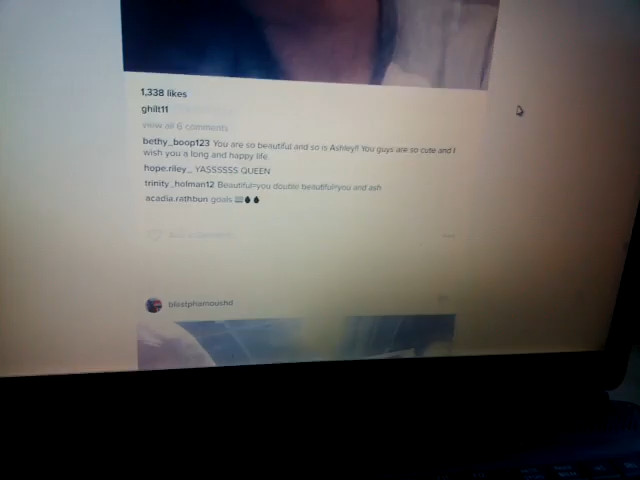 1,338 likes
ghilt11
view all 6 comments
bethy_boop123 You are so beautiful and so is Ashley!! You guys are so cute and I
wish you a long and happy life
hope.riley_ YASSSSSS QUEEN
trinity_holman12 Beautiful=you double beautiful=you and ash
acadia.rathbun goals
Add a comment...